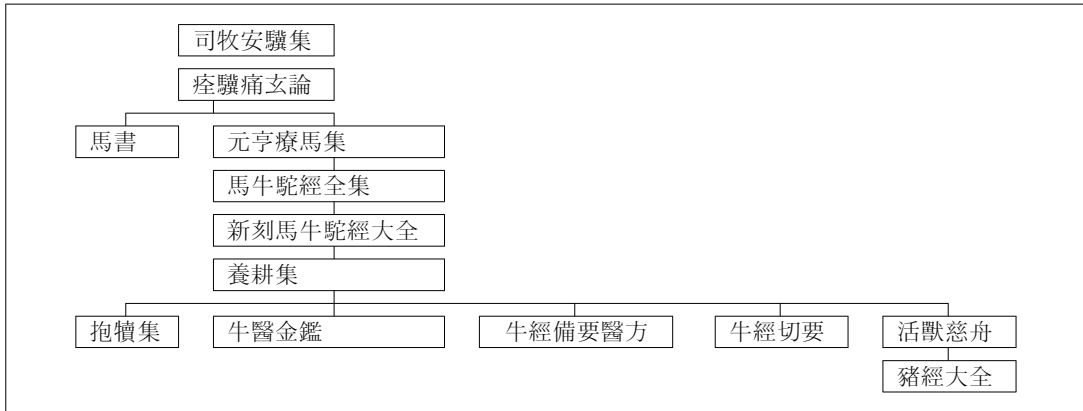 司牧安驥集
痊驥痛玄論
馬書
元亨療馬集
馬牛駝經全集
新刻馬牛駝經大全
養耕集
抱犢集
牛醫金鑑
牛經備要醫方
牛經切要
活獸慈舟
豬經大全